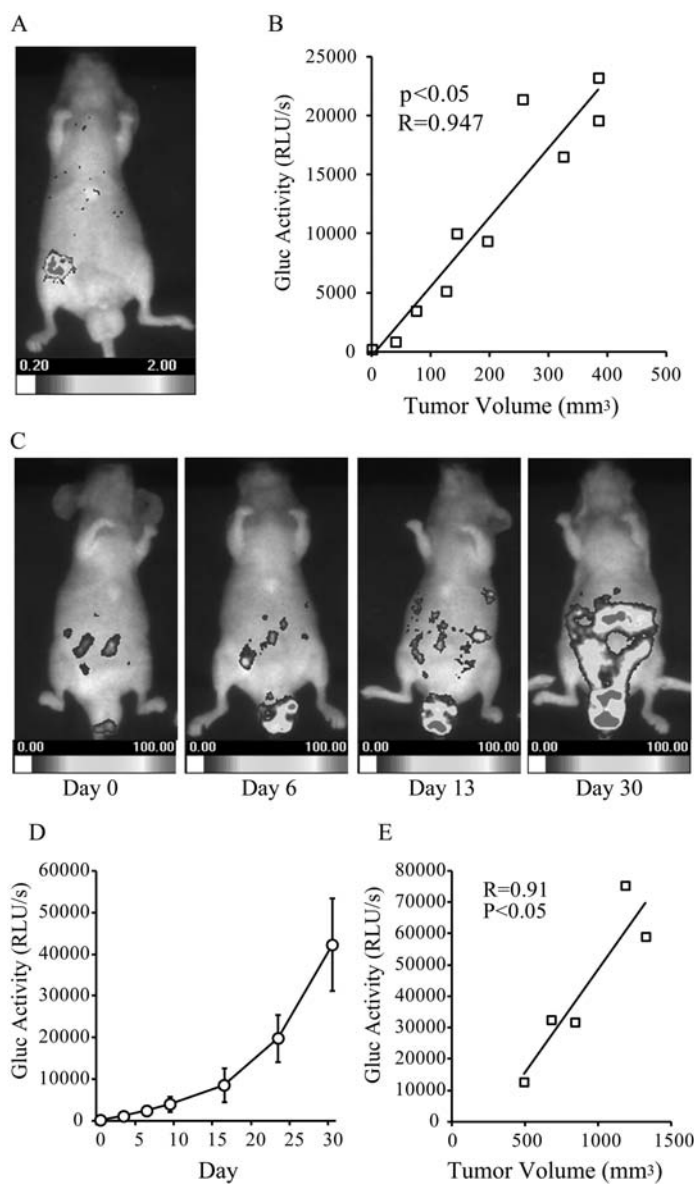 A
0.20 2.00
B
25000
20000
15000
10000
5000
0
Gluc Activity (RLU/s)
p<0.05
R=0.947
0 100 200 300 400 500
Tumor Volume (mm³)
C
0.00 100.00
0.00 100.00
0.00 100.00
0.00 100.00
Day 0
Day 6
Day 13
Day 30
D
60000
50000
40000
30000
20000
10000
0
Gluc Activity (RLU/s)
0 5 10 15 20 25 30
Day
E
80000
70000
60000
50000
40000
30000
20000
10000
0
Gluc Activity (RLU/s)
R=0.91
P<0.05
0 500 1000 1500
Tumor Volume (mm³)